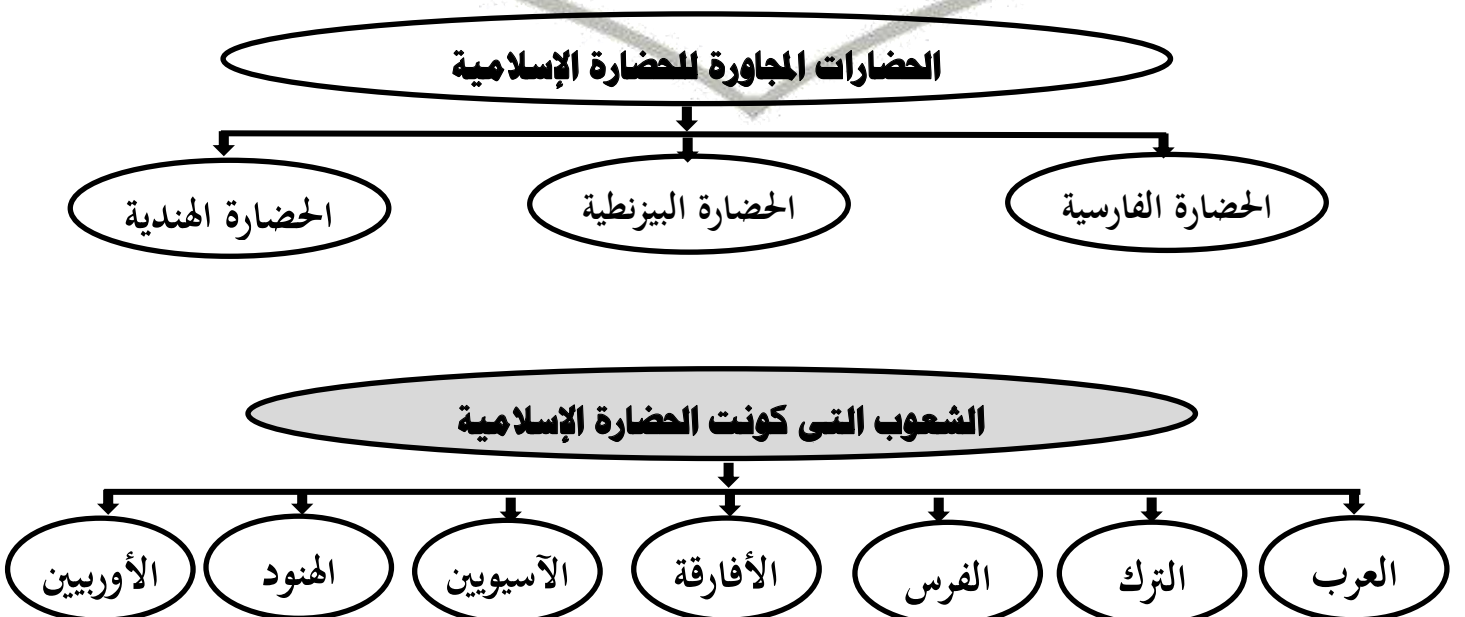 الحضارات المجاورة للحضارة الإسلامية
الحضارة الفارسية
الحضارة البيزنطية
الحضارة الهندية
الشعوب التى كونت الحضارة الإسلامية
العرب
الترك
الفرس
الأفارقة
الآسيويين
الهنود
الأوربيين